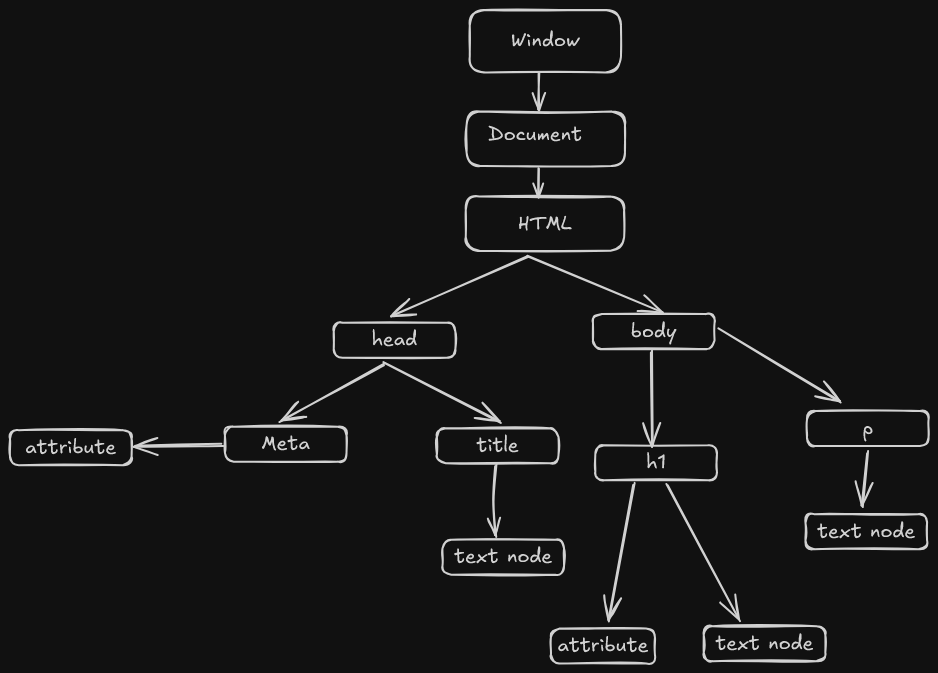 Window
Document
HTML
head
body
attribute
Meta
title
h1
p
text node
text node
attribute
text node